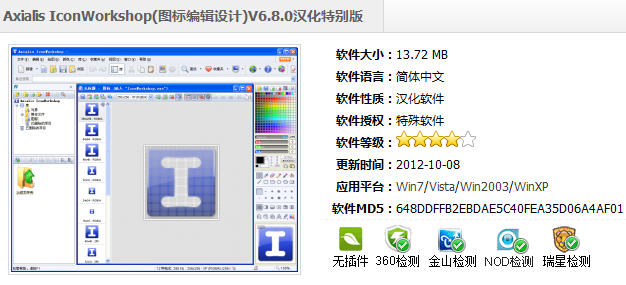 Axialis IconWorkshop(图标编辑设计)V6.8.0汉化特别版
Axialis IconWorkshop
软件大小：13.72 MB
软件语言：简体中文
软件性质：汉化软件
软件授权：特殊软件
软件等级：
更新时间：2012-10-08
应用平台：Win7/Vista/Win2003/WinXP
软件MD5：648DDFFB2EBDAE5C40FEA35D06A4AF01
无插件 360检测 金山检测 NOD检测 瑞星检测